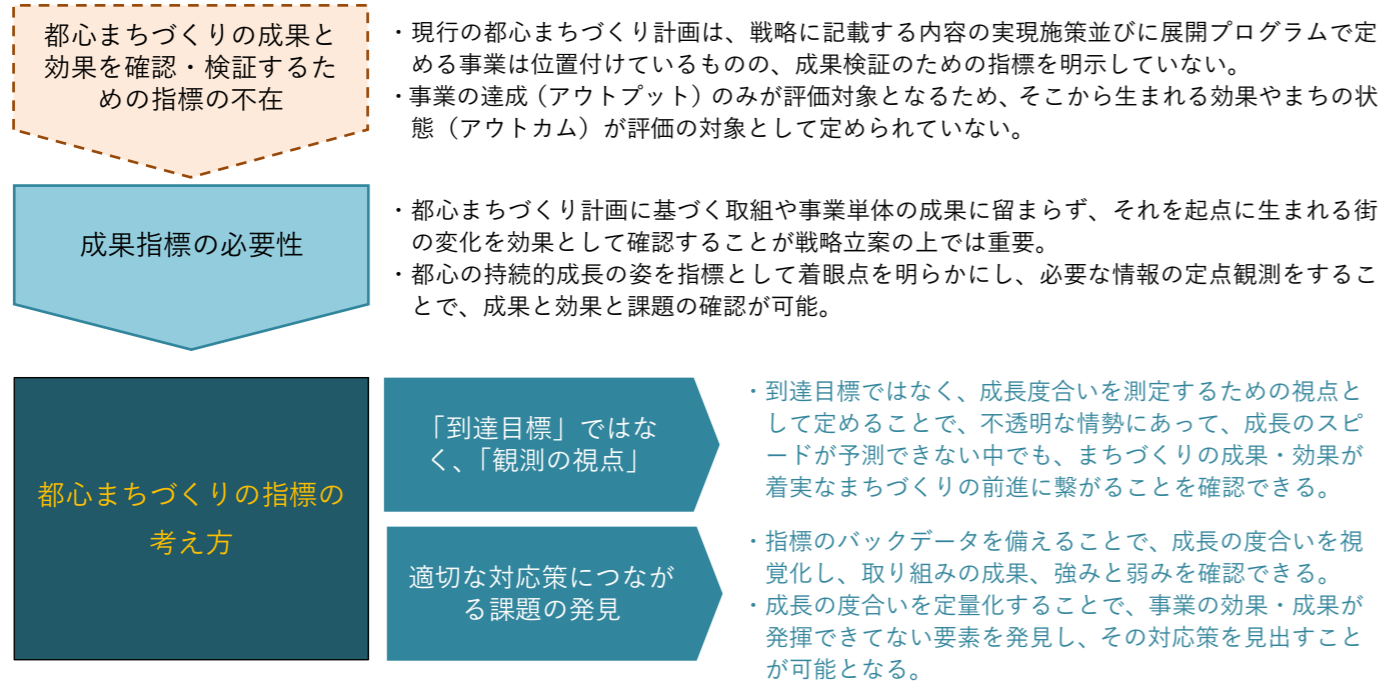 都心まちづくりの成果と
効果を確認・検証するた
めの指標の不在
・現行の都心まちづくり計画は、戦略に記載する内容の実現施策並びに展開プログラムで定
める事業は位置付けているものの、成果検証のための指標を明示していない。
・事業の達成（アウトプット）のみが評価対象となるため、そこから生まれる効果やまちの状
態（アウトカム）が評価の対象として定められていない。
成果指標の必要性
・都心まちづくり計画に基づく取組や事業単体の成果に留まらず、それを起点に生まれる街
の変化を効果として確認することが戦略立案の上では重要。
・都心の持続的成長の姿を指標として着眼点を明らかにし、必要な情報の定点観測をするこ
とで、成果と効果と課題の確認が可能。
都心まちづくりの指標の
考え方
「到達目標」ではな
く、「観測の視点」
・到達目標ではなく、成長度合いを測定するための視点と
して定めることで、不透明な情勢にあって、成長のスピ
ードが予測できない中でも、まちづくりの成果・効果が
着実なまちづくりの前進に繋がることを確認できる。
適切な対応策につなが
る課題の発見
・指標のバックデータを備えることで、成長の度合いを視
覚化し、取り組みの成果、強みと弱みを確認できる。
・成長の度合いを定量化することで、事業の効果・成果が
発揮できてない要素を発見し、その対応策を見出すこと
が可能となる。